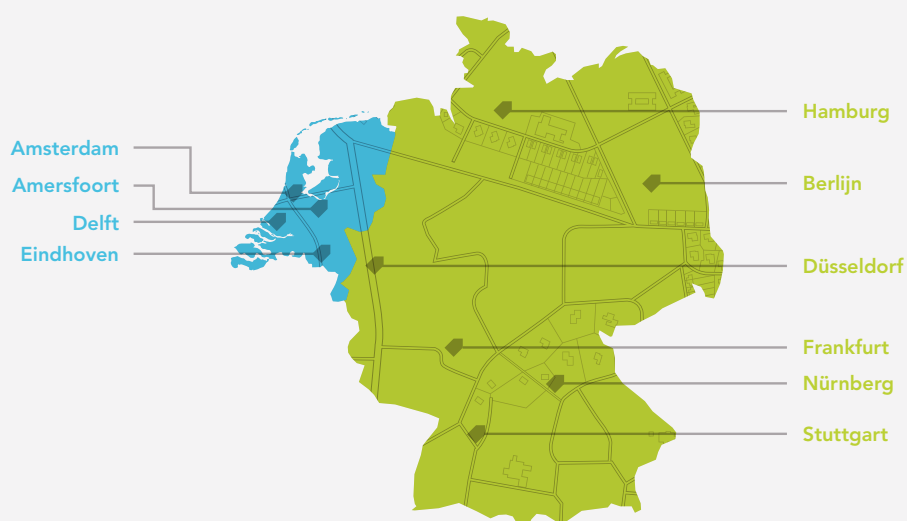 Amsterdam
Amersfoort
Delft
Eindhoven
Hamburg
Berlijn
Düsseldorf
Frankfurt
Nürnberg
Stuttgart